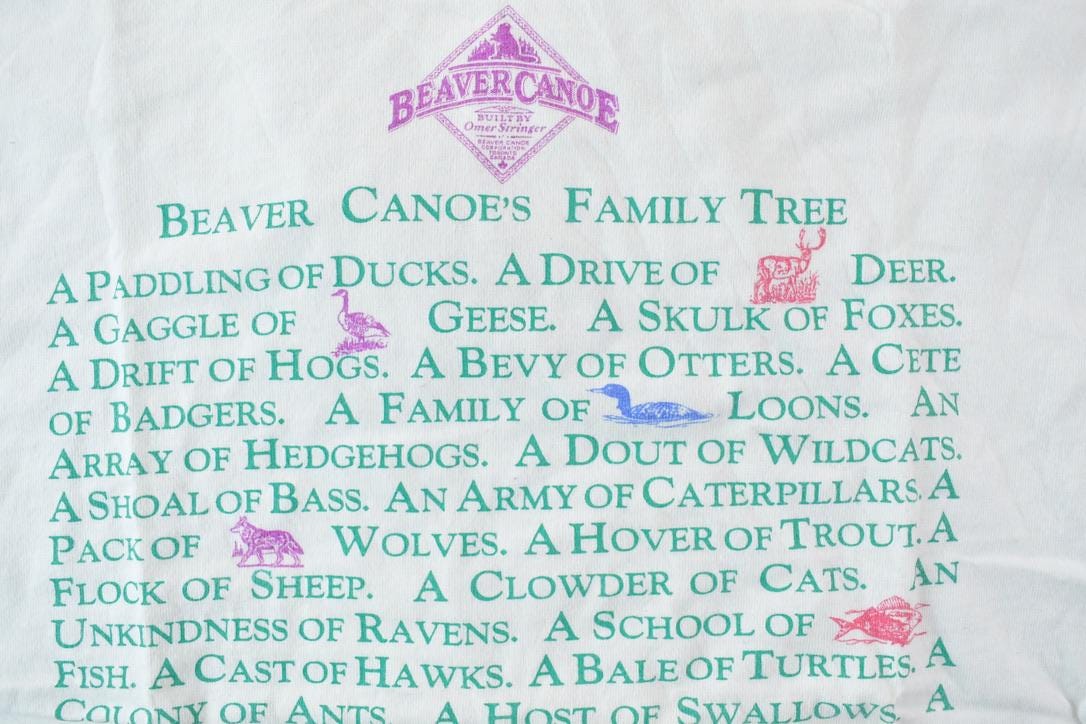 BEAVER CANOE
BUILT BY
Omer Stringer
BEAVER CANOE
CORPORATION
TORONTO
CANADA
BEAVER CANOE'S FAMILY TREE
A PADDLING OF DUCKS. A DRIVE OF DEER.
A GAGGLE OF GEESE. A SKULK OF FOXES.
A DRIFT OF HOGS. A BEVY OF OTTERS. A CETE
OF BADGERS. A FAMILY OF LOONS. AN
ARRAY OF HEDGEHOGS. A DOUT OF WILDCATS.
A SHOAL OF BASS. AN ARMY OF CATERPILLARS. A
PACK OF WOLVES. A HOVER OF TROUT. A
FLOCK OF SHEEP. A CLOWDER OF CATS. AN
UNKINDNESS OF RAVENS. A SCHOOL OF
FISH. A CAST OF HAWKS. A BALE OF TURTLES. A
COLONY OF ANTS. A HOST OF SWALLOWS. A